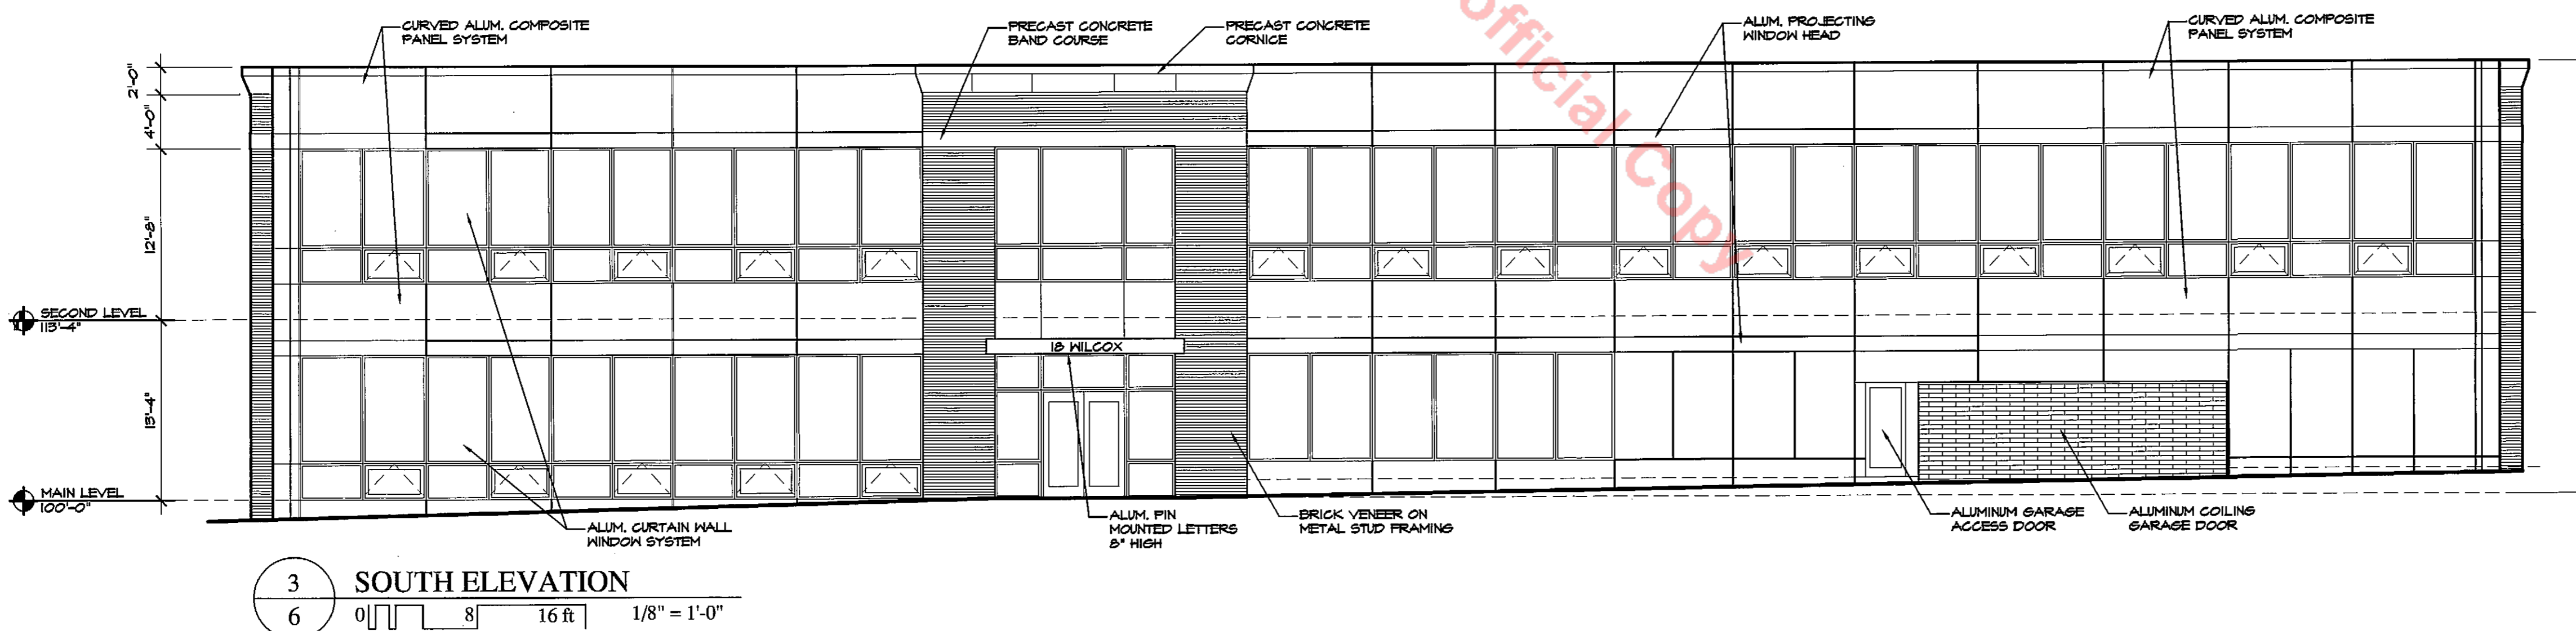 CURVED ALUM. COMPOSITE
PANEL SYSTEM
PRECAST CONCRETE
BAND COURSE
PRECAST CONCRETE
CORNICE
ALUM. PROJECTING
WINDOW HEAD
CURVED ALUM. COMPOSITE
PANEL SYSTEM
official Copy
2'-0"
4'-0"
12'-8"
13'-4"
SECOND LEVEL
113'-4"
MAIN LEVEL
100'-0"
18 WILCOX
ALUM. CURTAIN WALL
WINDOW SYSTEM
ALUM. PIN
MOUNTED LETTERS
8" HIGH
BRICK VENEER ON
METAL STUD FRAMING
ALUMINUM GARAGE
ACCESS DOOR
ALUMINUM COILING
GARAGE DOOR
3
6
SOUTH ELEVATION
0 8 16 ft 1/8" = 1'-0"